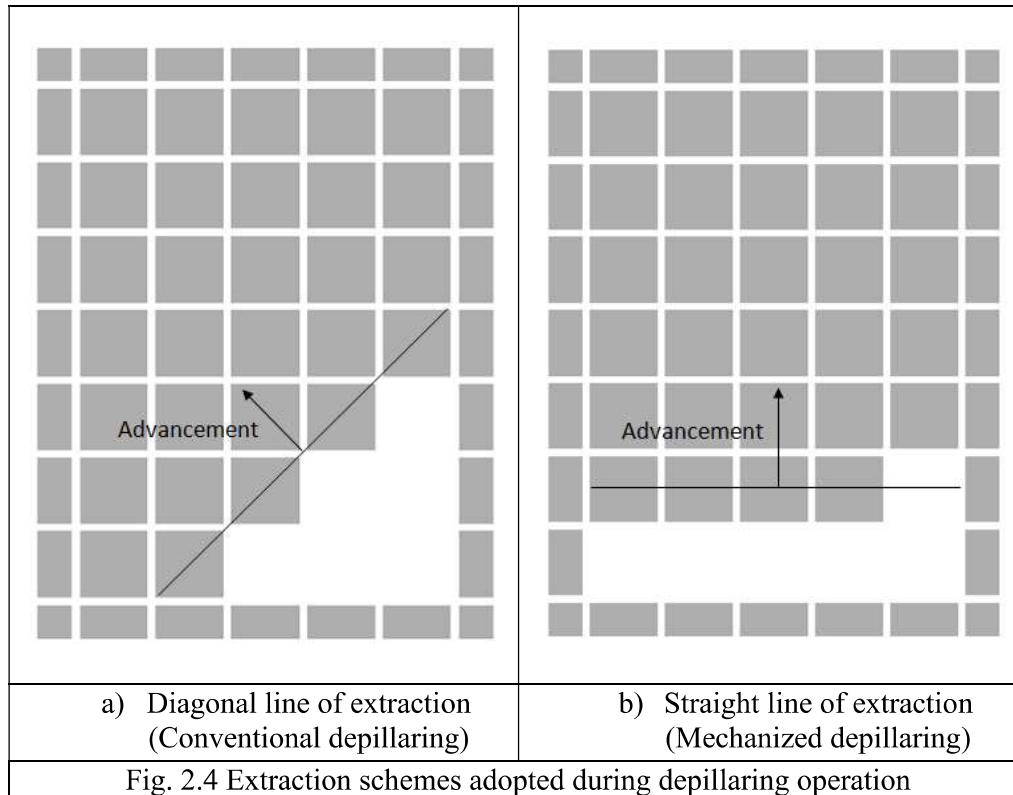 Advancement
Advancement
a) Diagonal line of extraction
(Conventional depillaring)
b) Straight line of extraction
(Mechanized depillaring)
Fig. 2.4 Extraction schemes adopted during depillaring operation